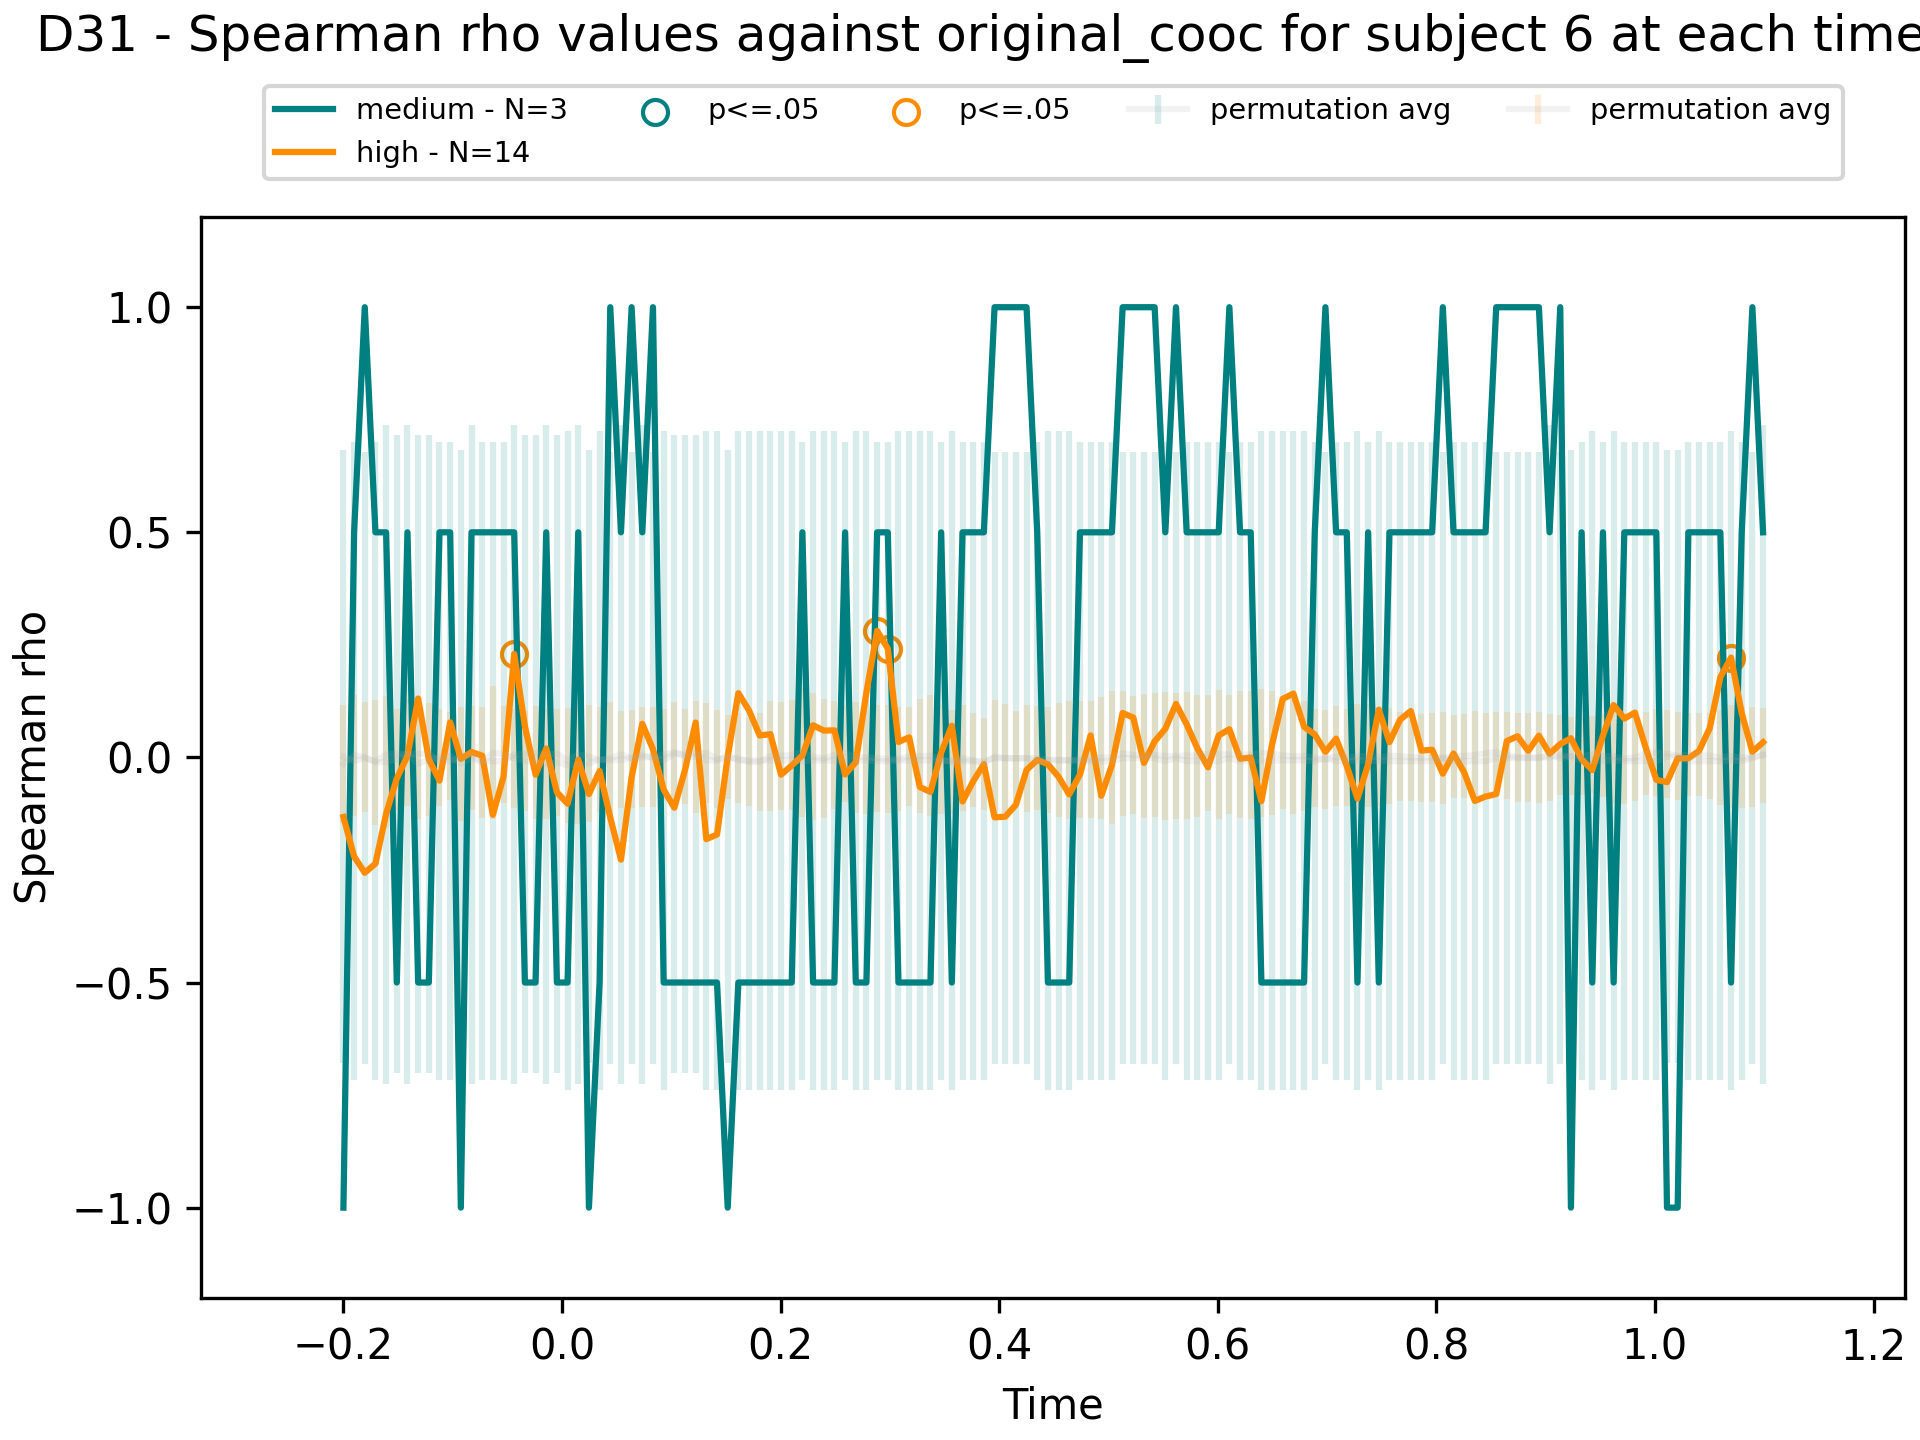 D31 - Spearman rho values against original_cooc for subject 6 at each time
medium - N=3
high - N=14
p<=.05
p<=.05
permutation avg
permutation avg
Spearman rho
1.0
0.5
0.0
−0.5
−1.0
−0.2
0.0
0.2
0.4
0.6
0.8
1.0
1.2
Time